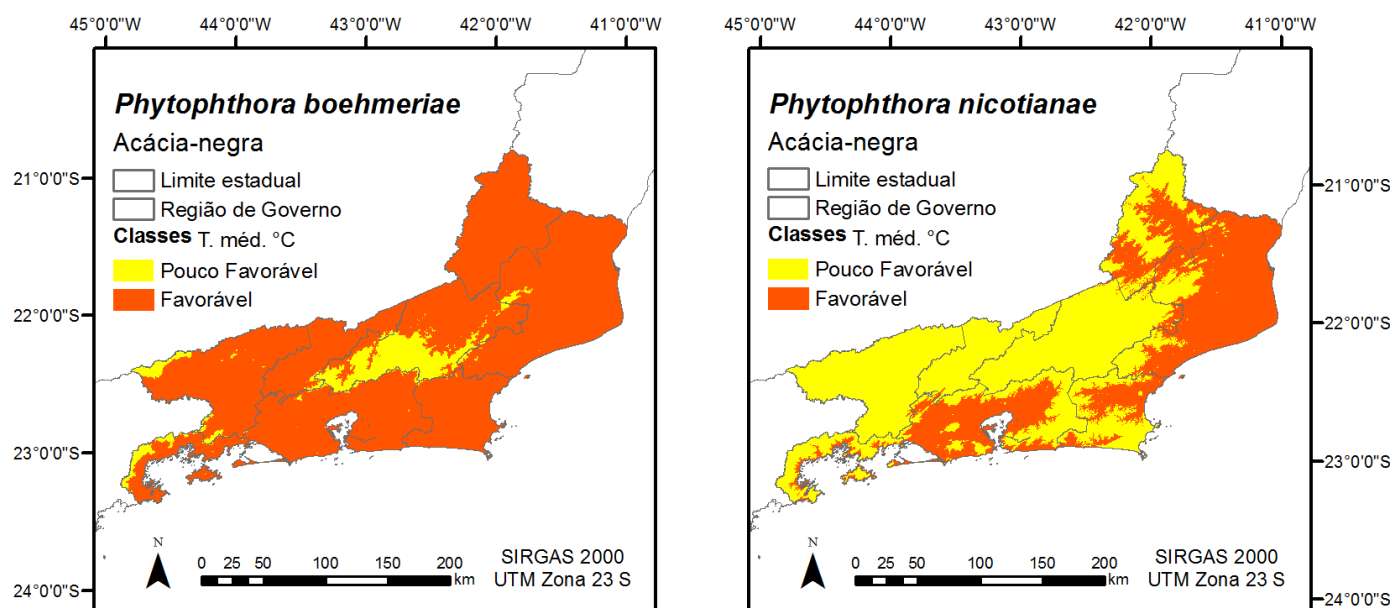 45°0'0"W 44°0'0"W 43°0'0"W 42°0'0"W 41°0'0"W
Phytophthora boehmeriae
Acácia-negra
Limite estadual
Região de Governo
Classes T. méd. °C
Pouco Favorável
Favorável
21°0'0"S
22°0'0"S
23°0'0"S
24°0'0"S
N
0 25 50 100 150 200
km
SIRGAS 2000
UTM Zona 23 S
45°0'0"W 44°0'0"W 43°0'0"W 42°0'0"W 41°0'0"W
Phytophthora nicotianae
Acácia-negra
Limite estadual
Região de Governo
Classes T. méd. °C
Pouco Favorável
Favorável
21°0'0"S
22°0'0"S
23°0'0"S
24°0'0"S
N
0 25 50 100 150 200
km
SIRGAS 2000
UTM Zona 23 S